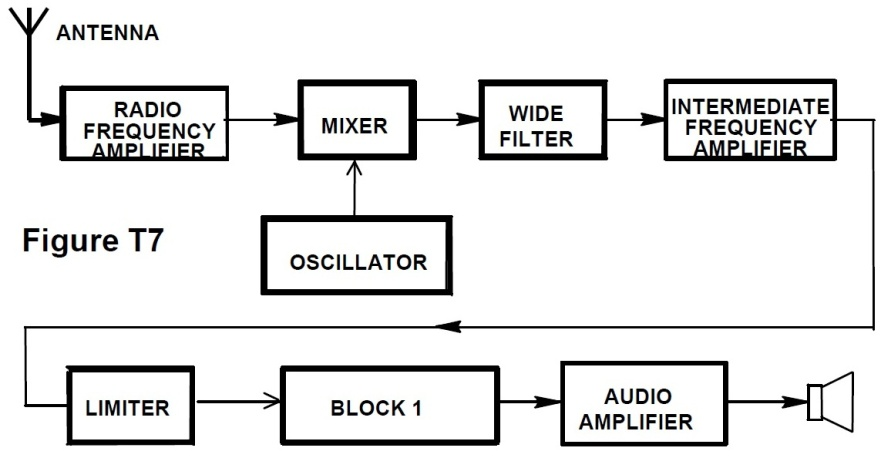 ANTENNA
RADIO
FREQUENCY
AMPLIFIER
MIXER
WIDE
FILTER
INTERMEDIATE
FREQUENCY
AMPLIFIER
Figure T7
OSCILLATOR
LIMITER
BLOCK 1
AUDIO
AMPLIFIER